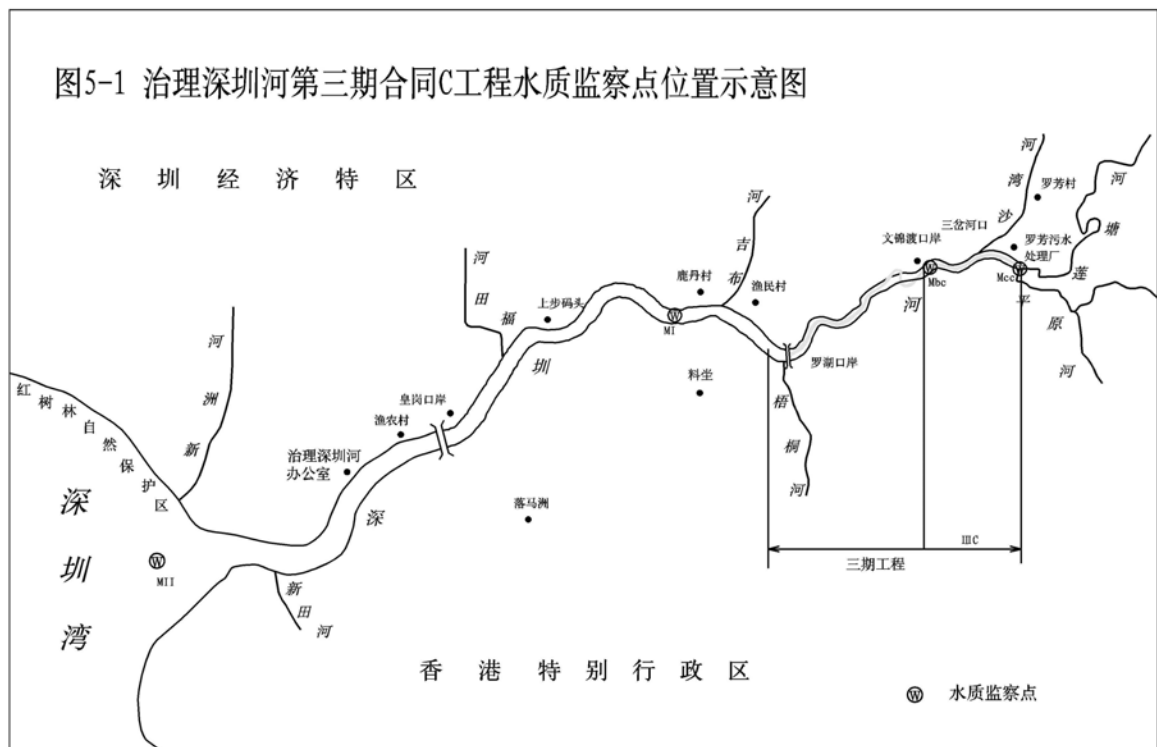 图5-1 治理深圳河第三期合同C工程水质监察点位置示意图
深圳经济特区
河湾沙
罗芳村
河塘莲
三岔河口
文锦渡口岸
罗芳污水
处理厂
Mbc
Mcc
平原河
河吉布
鹿丹村
渔民村
河田福
上步码头
MI
河
圳
罗湖口岸
料坐
梧桐河
河洲新
皇岗口岸
渔农村
治理深圳河
办公室
红树林自然保护区
深
落马洲
深圳湾
MII
新田河
IIIC
三期工程
香港特别行政区
W 水质监察点